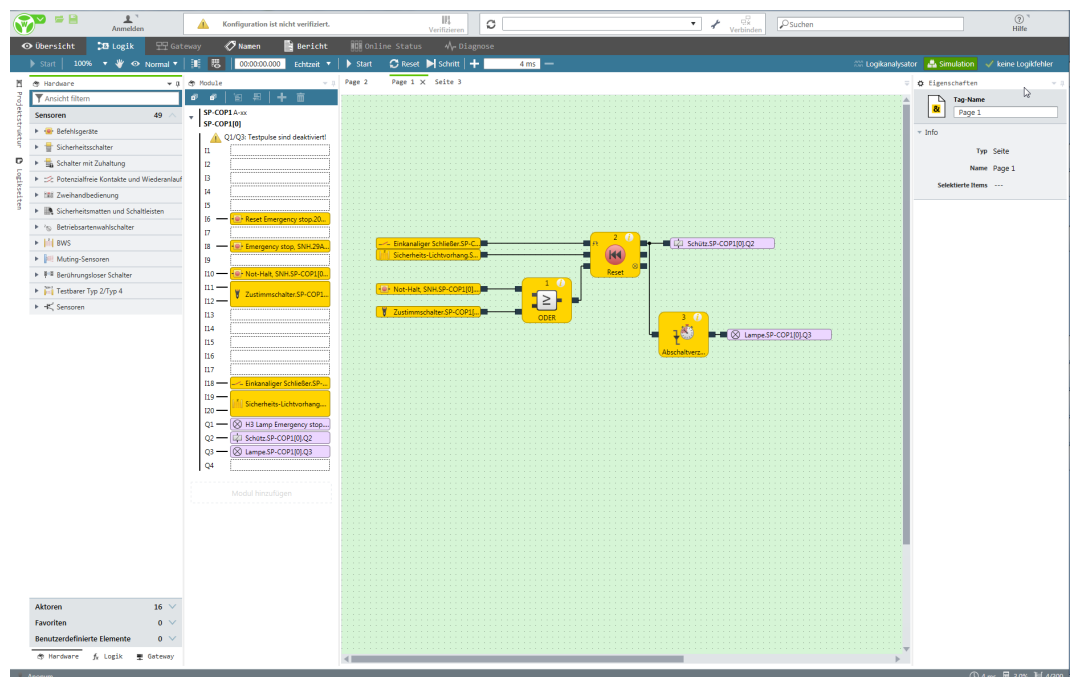 Anmelden
Konfiguration ist nicht verifiziert.
Verifizieren
Verbinden
Suchen
Hilfe
Übersicht
Logik
Gateway
Namen
Bericht
Online Status
Diagnose
Start
100%
Normal
00:00:00.000
Echtzeit
Start
Reset
Schritt
4 ms
Logikanalysator
Simulation
keine Logikfehler
Projektstruktur
Logikseiten
Hardware
Ansicht filtern
Sensoren 49
Befehlsgeräte
Sicherheitsschalter
Schalter mit Zuhaltung
Potenzialfreie Kontakte und Wiederanlauf
Zweihandbedienung
Sicherheitsmatten und Schaltleisten
Betriebsartenwahlschalter
BWS
Muting-Sensoren
Berührungsloser Schalter
Testbarer Typ 2/Typ 4
Sensoren
Aktoren 16
Favoriten 0
Benutzerdefinierte Elemente 0
Hardware
Logik
Gateway
Module
SP-COP1 A-xx
SP-COP1[0]
Q1/Q3: Testpulse sind deaktiviert!
I1
I2
I3
I4
I5
I6 Reset Emergency stop.20...
I7
I8 Emergency stop, SNH.29A...
I9
I10 Not-Halt, SNH.SP-COP1[0...
I11
Zustimmschalter.SP-COP1...
I12
I13
I14
I15
I16
I17
I18 Einkanaliger Schließer.SP-...
I19
Sicherheits-Lichtvorhang....
I20
Q1 H3 Lamp Emergency stop...
Q2 Schütz.SP-COP1[0].Q2
Q3 Lampe.SP-COP1[0].Q3
Q4
Modul hinzufügen
Page 2
Page 1
Seite 3
Einkanaliger Schließer.SP-C...
Sicherheits-Lichtvorhang.S...
Not-Halt, SNH.SP-COP1[0]...
Zustimmschalter.SP-COP1[...
1
≥
ODER
2
Reset
Schütz.SP-COP1[0].Q2
3
Abschaltverz...
Lampe.SP-COP1[0].Q3
Eigenschaften
&
Tag-Name
Page 1
Info
Typ Seite
Name Page 1
Selektierte Items ---